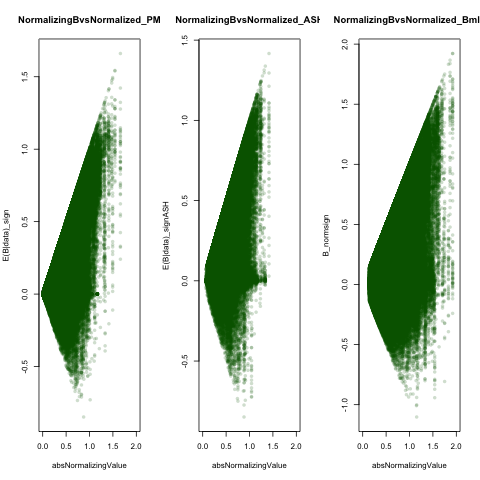 NormalizingBvsNormalized_PM
NormalizingBvsNormalized_ASH
NormalizingBvsNormalized_BmI
E(B|data)_sign
1.5
1.0
0.5
0.0
-0.5
0.0 0.5 1.0 1.5 2.0
absNormalizingValue
E(B|data)_signASH
1.5
1.0
0.5
0.0
-0.5
0.0 0.5 1.0 1.5 2.0
absNormalizingValue
B_normsign
2.0
1.5
1.0
0.5
0.0
-0.5
-1.0
0.0 0.5 1.0 1.5 2.0
absNormalizingValue